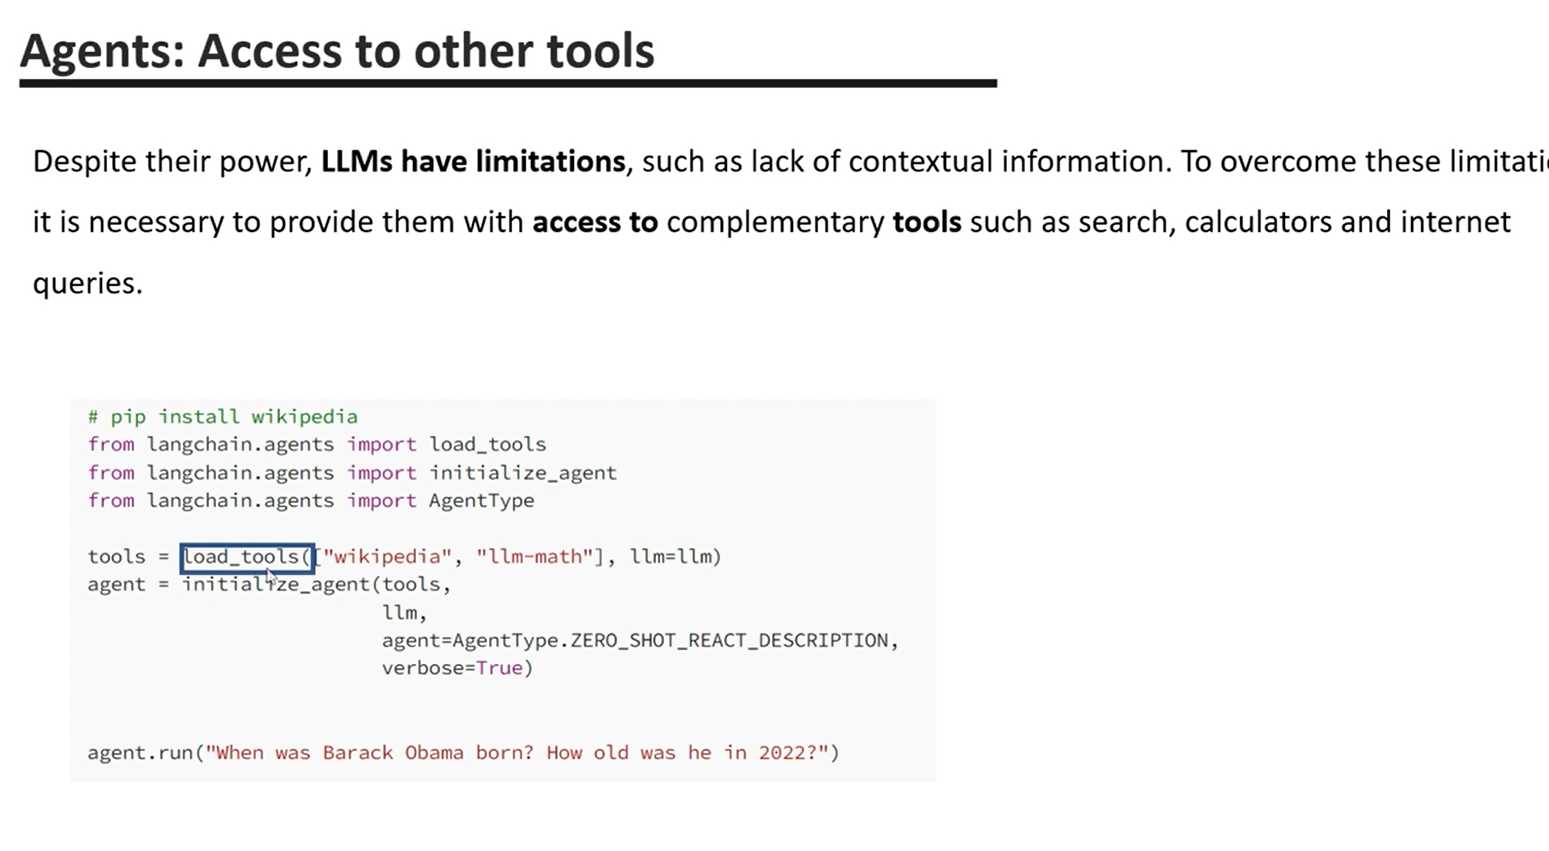 Agents: Access to other tools
Despite their power, LLMs have limitations, such as lack of contextual information. To overcome these
it is necessary to provide them with access to complementary tools such as search, calculators and internet
queries.
# pip install wikipedia
from langchain.agents import load_tools
from langchain.agents import initialize_agent
from langchain.agents import AgentType
tools = load_tools(["wikipedia", "llm-math"], llm=llm)
agent = initialize_agent(tools,
llm,
agent=AgentType.ZERO_SHOT_REACT_DESCRIPTION,
verbose=True)
agent.run("When was Barack Obama born? How old was he in 2022?")